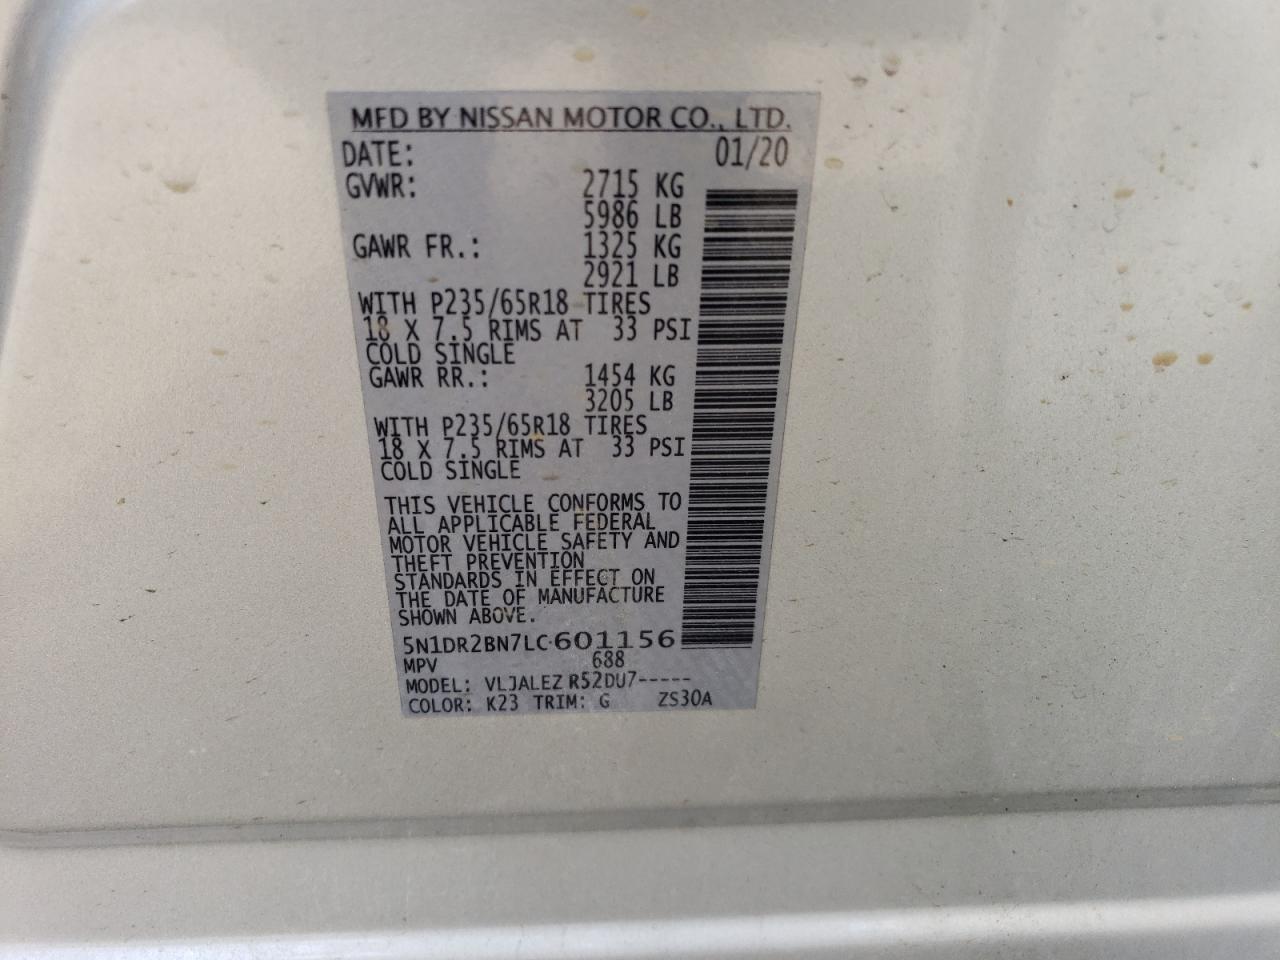 MFD BY NISSAN MOTOR CO., LTD.
DATE: 01/20
GVWR: 2715 KG
5986 LB
GAWR FR.: 1325 KG
2921 LB
WITH P235/65R18 TIRES
18 X 7.5 RIMS AT 33 PSI
COLD SINGLE
GAWR RR.: 1454 KG
3205 LB
WITH P235/65R18 TIRES
18 X 7.5 RIMS AT 33 PSI
COLD SINGLE
THIS VEHICLE CONFORMS TO
ALL APPLICABLE FEDERAL
MOTOR VEHICLE SAFETY AND
THEFT PREVENTION
STANDARDS IN EFFECT ON
THE DATE OF MANUFACTURE
SHOWN ABOVE.
5N1DR2BN7LC601156
MPV 688
MODEL: VLJALEZ R52DU7-----
COLOR: K23 TRIM: G ZS30A